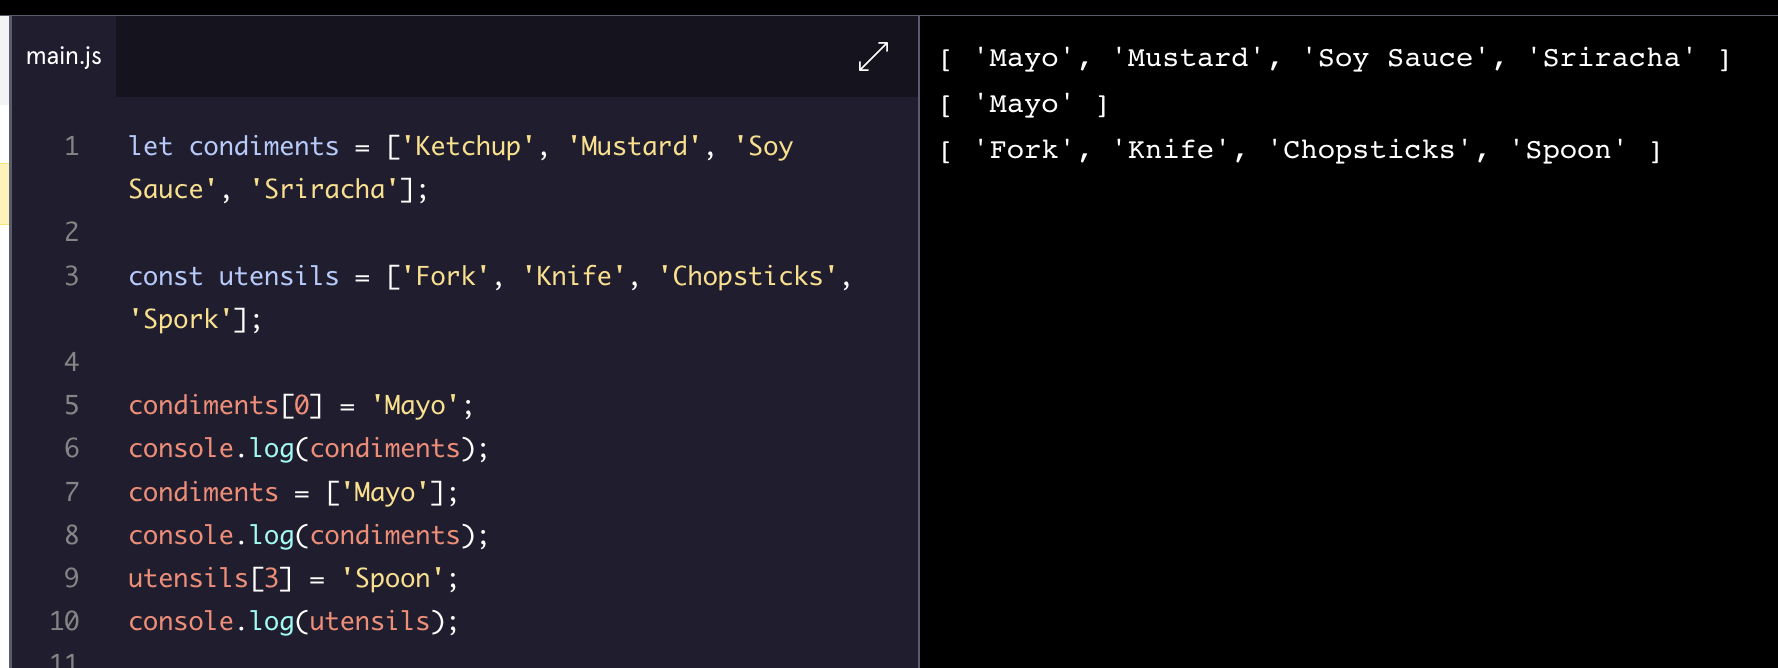 main.js
1 let condiments = ['Ketchup', 'Mustard', 'Soy
Sauce', 'Sriracha'];
2
3 const utensils = ['Fork', 'Knife', 'Chopsticks',
'Spork'];
4
5 condiments[0] = 'Mayo';
6 console.log(condiments);
7 condiments = ['Mayo'];
8 console.log(condiments);
9 utensils[3] = 'Spoon';
10 console.log(utensils);
11
[ 'Mayo', 'Mustard', 'Soy Sauce', 'Sriracha' ]
[ 'Mayo' ]
[ 'Fork', 'Knife', 'Chopsticks', 'Spoon' ]